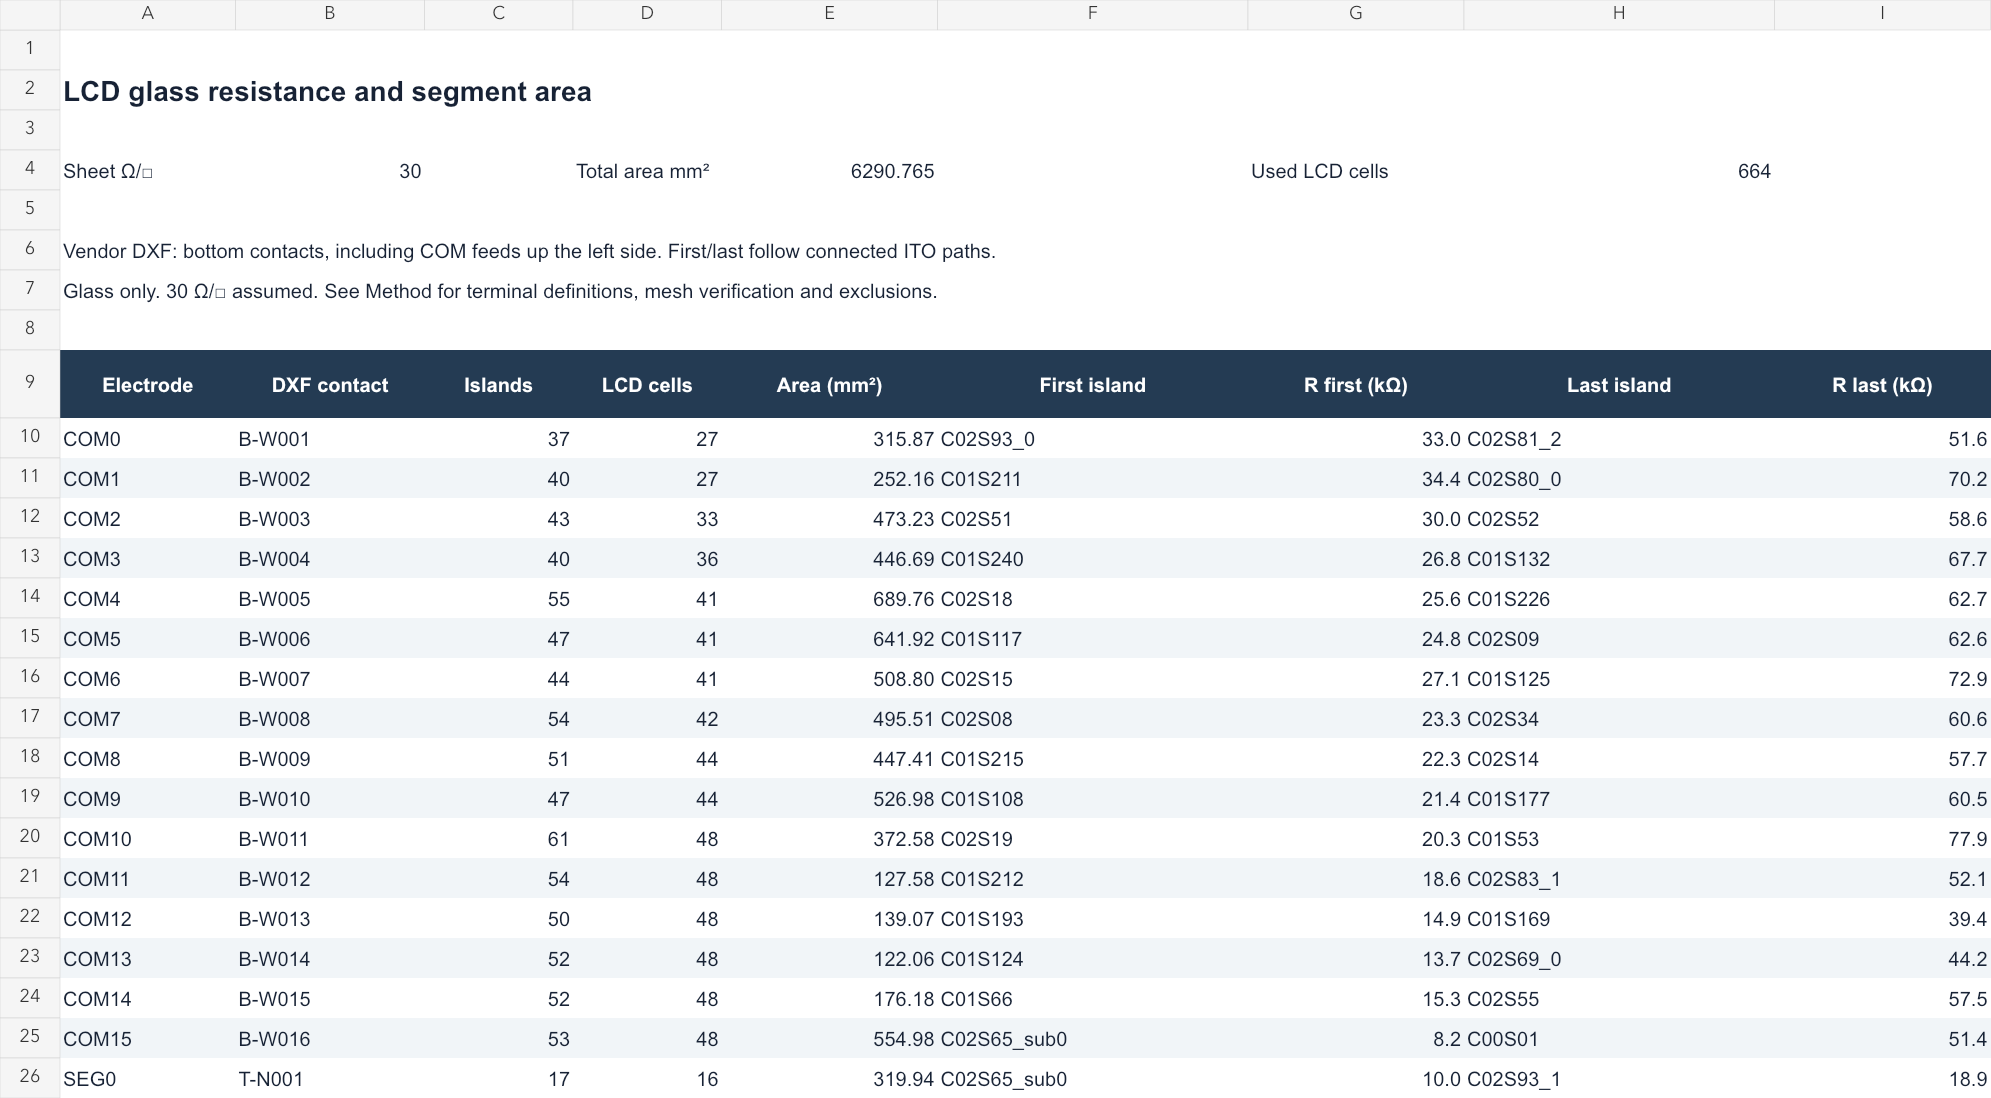 A B C D E F G H I
1
2 LCD glass resistance and segment area
3
4 Sheet Ω/□ 30 Total area mm² 6290.765 Used LCD cells 664
5
6 Vendor DXF: bottom contacts, including COM feeds up the left side. First/last follow connected ITO paths.
7 Glass only. 30 Ω/□ assumed. See Method for terminal definitions, mesh verification and exclusions.
8
9 Electrode DXF contact Islands LCD cells Area (mm²) First island R first (kΩ) Last island R last (kΩ)
10 COM0 B-W001 37 27 315.87 C02S93_0 33.0 C02S81_2 51.6
11 COM1 B-W002 40 27 252.16 C01S211 34.4 C02S80_0 70.2
12 COM2 B-W003 43 33 473.23 C02S51 30.0 C02S52 58.6
13 COM3 B-W004 40 36 446.69 C01S240 26.8 C01S132 67.7
14 COM4 B-W005 55 41 689.76 C02S18 25.6 C01S226 62.7
15 COM5 B-W006 47 41 641.92 C01S117 24.8 C02S09 62.6
16 COM6 B-W007 44 41 508.80 C02S15 27.1 C01S125 72.9
17 COM7 B-W008 54 42 495.51 C02S08 23.3 C02S34 60.6
18 COM8 B-W009 51 44 447.41 C01S215 22.3 C02S14 57.7
19 COM9 B-W010 47 44 526.98 C01S108 21.4 C01S177 60.5
20 COM10 B-W011 61 48 372.58 C02S19 20.3 C01S53 77.9
21 COM11 B-W012 54 48 127.58 C01S212 18.6 C02S83_1 52.1
22 COM12 B-W013 50 48 139.07 C01S193 14.9 C01S169 39.4
23 COM13 B-W014 52 48 122.06 C01S124 13.7 C02S69_0 44.2
24 COM14 B-W015 52 48 176.18 C01S66 15.3 C02S55 57.5
25 COM15 B-W016 53 48 554.98 C02S65_sub0 8.2 C00S01 51.4
26 SEG0 T-N001 17 16 319.94 C02S65_sub0 10.0 C02S93_1 18.9